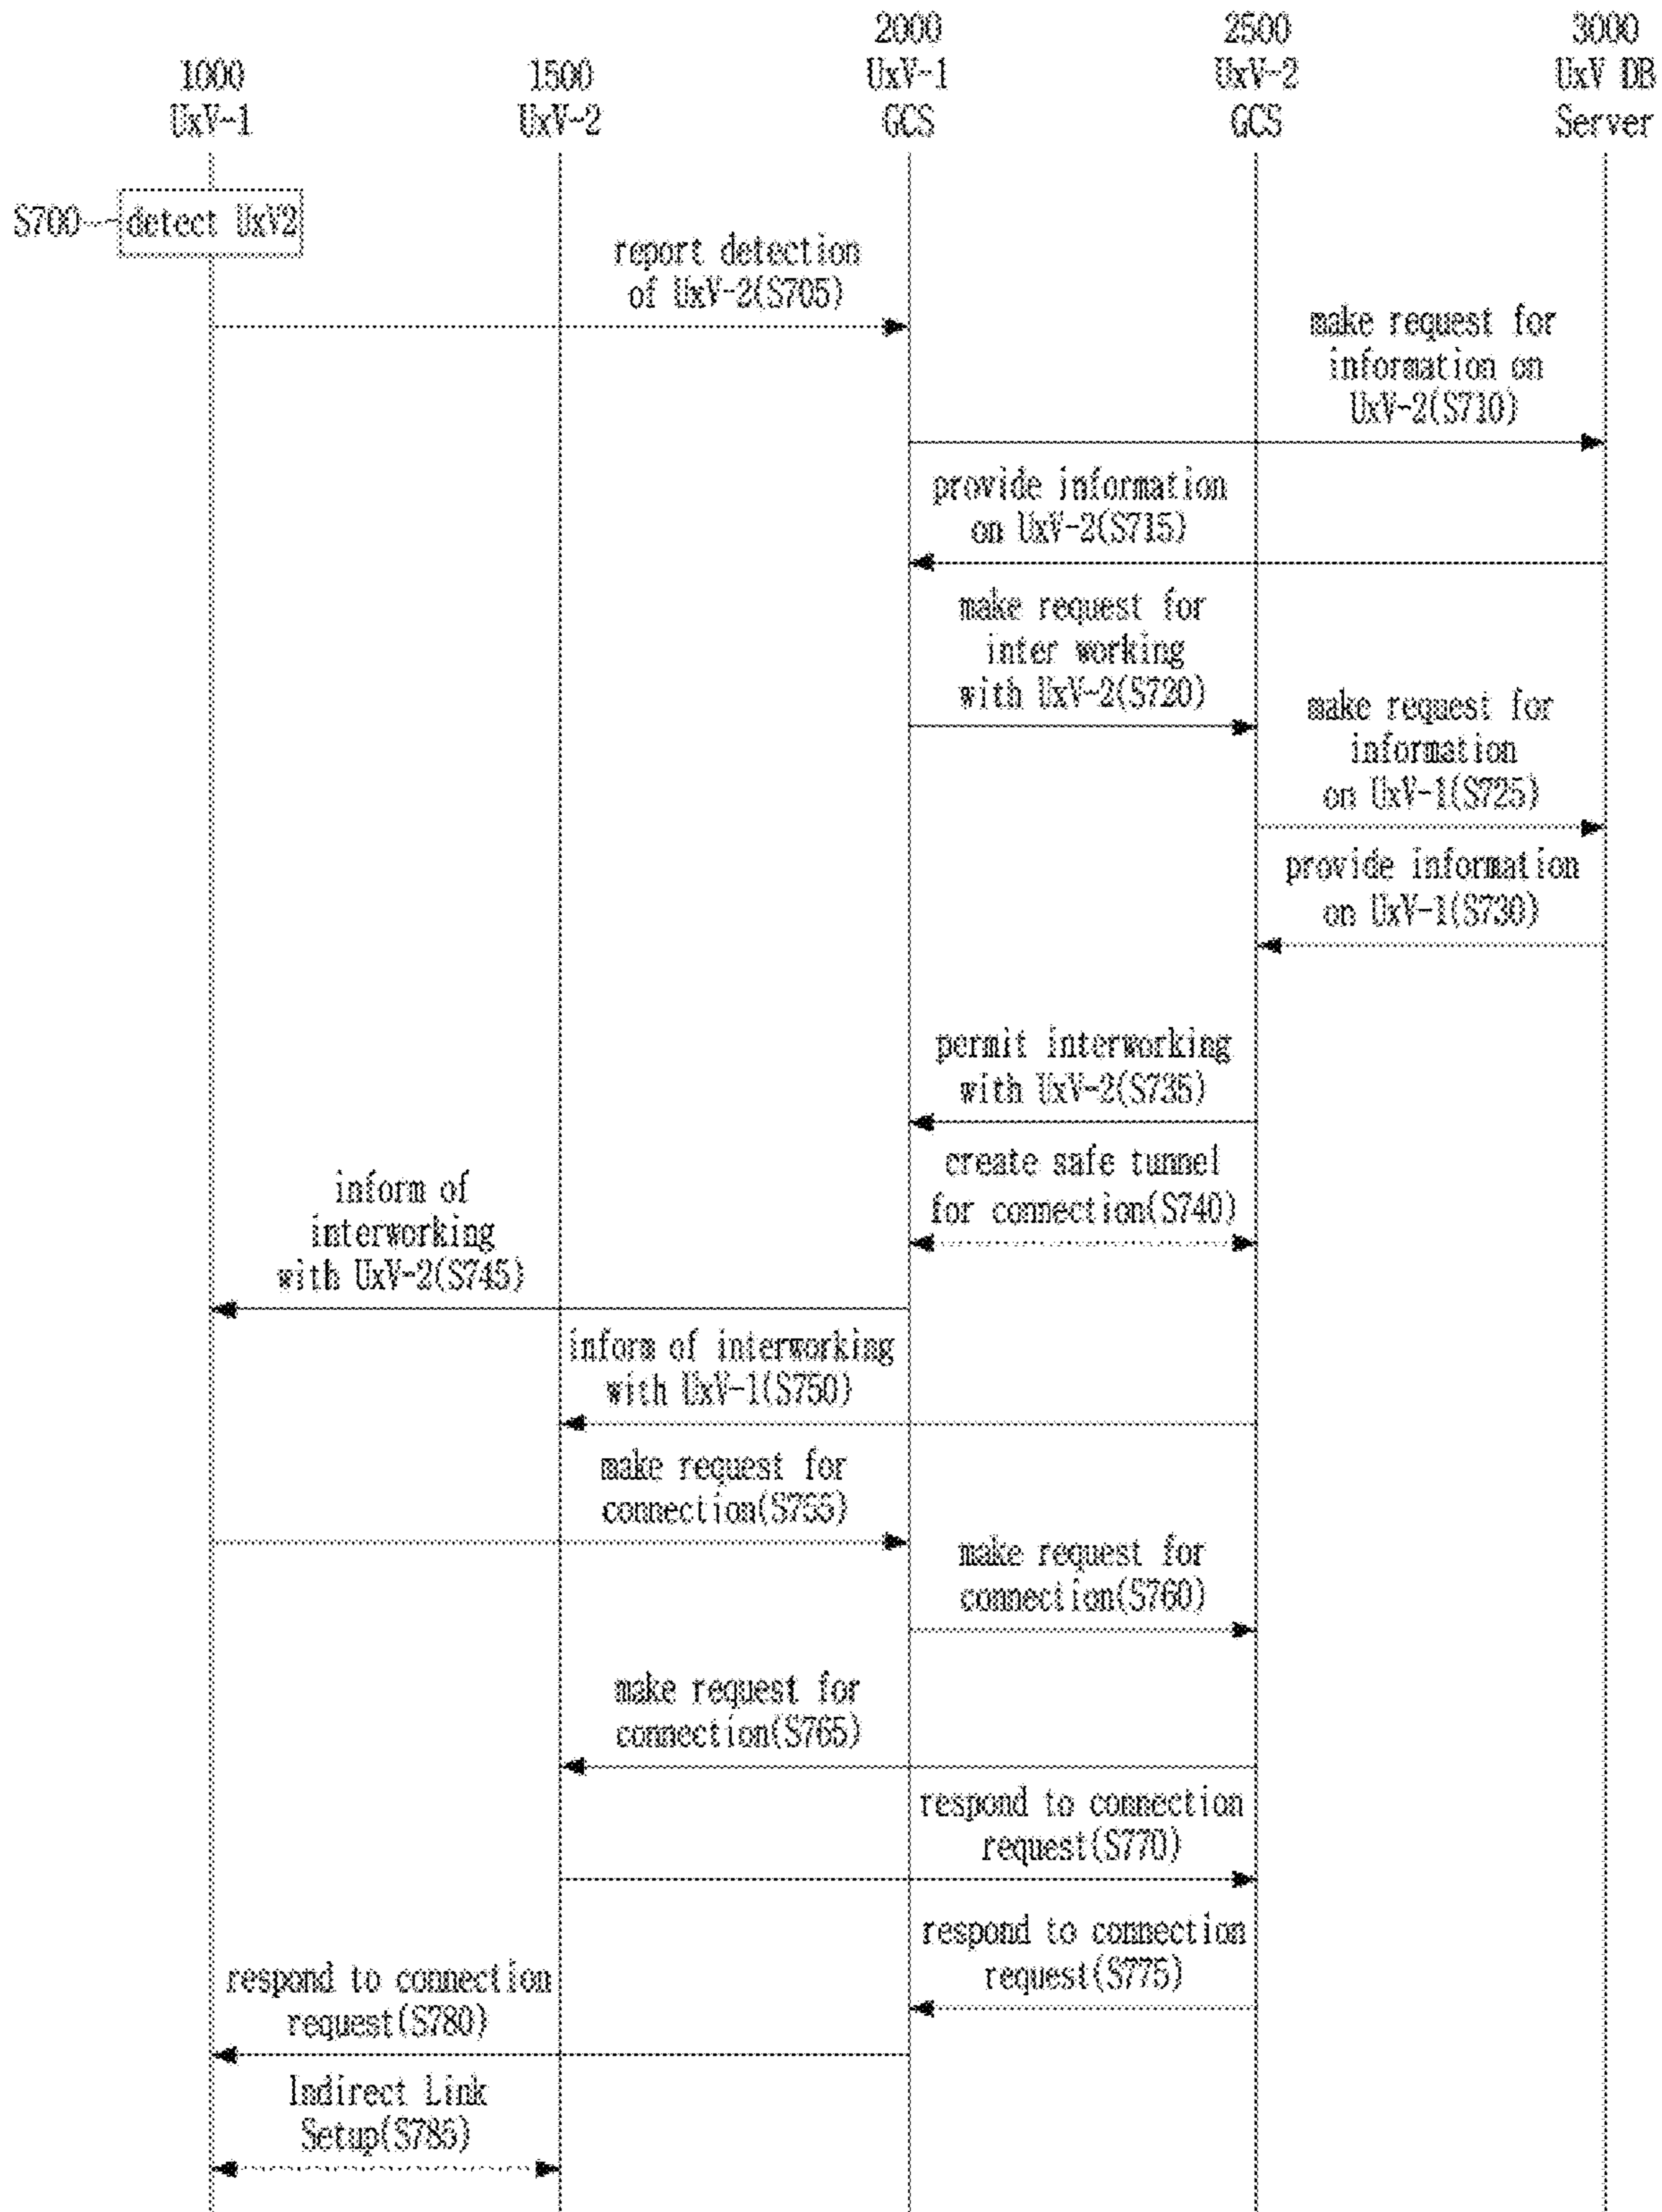 1000
UxV-1
1500
UxV-2
2000
UxV-1
GCS
2500
UxV-2
GCS
3000
UxV DB
Server
S700
detect UxV2
report detection
of UxV-2(S705)
make request for
information on
UxV-2(S710)
provide information
on UxV-2(S715)
make request for
inter working
with UxV-2(S720)
make request for
information
on UxV-1(S725)
provide information
on UxV-1(S730)
permit interworking
with UxV-2(S735)
create safe tunnel
for connection(S740)
inform of
interworking
with UxV-2(S745)
inform of interworking
with UxV-1(S750)
make request for
connection(S755)
make request for
connection(S760)
make request for
connection(S765)
respond to connection
request(S770)
respond to connection
request(S775)
respond to connection
request(S780)
Indirect Link
Setup(S785)